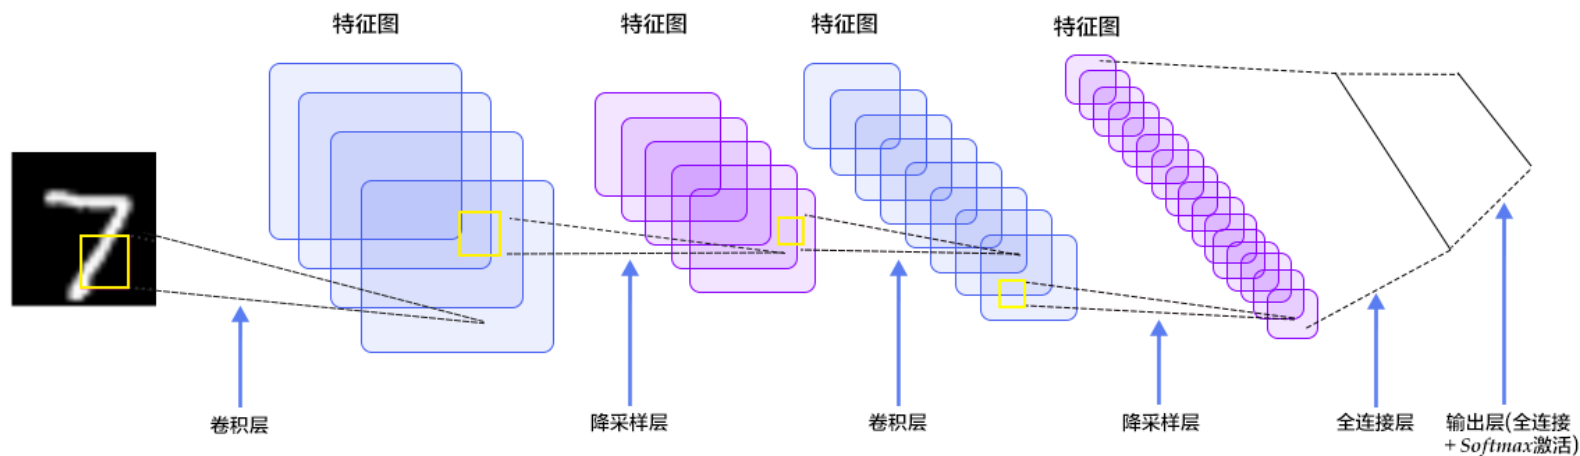 特征图
特征图
特征图
特征图
7
卷积层
降采样层
卷积层
降采样层
全连接层
输出层(全连接
+ Softmax激活)